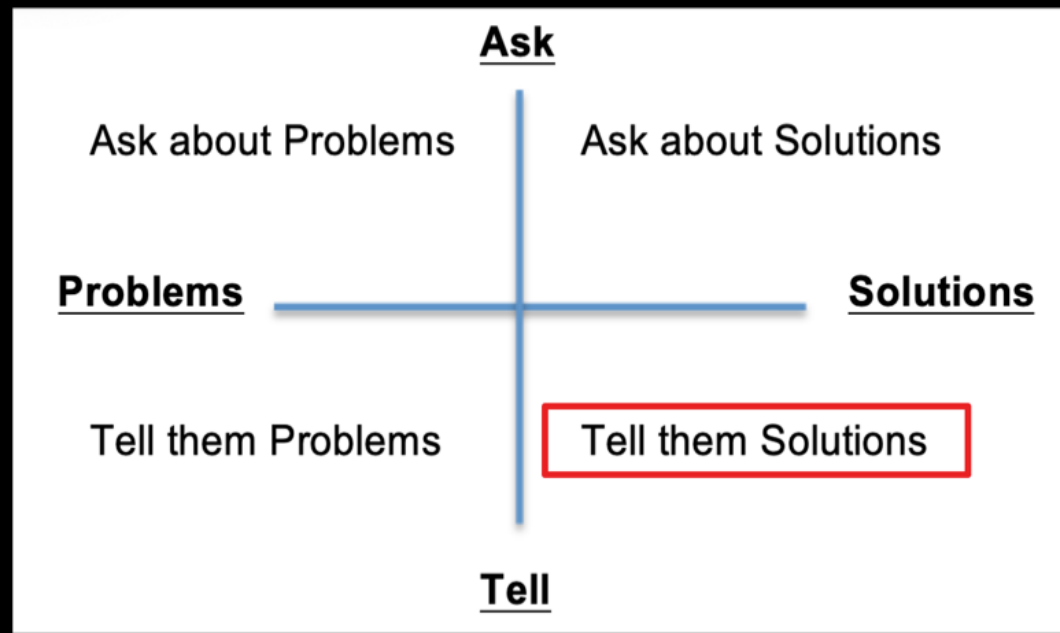 Ask
Ask about Problems
Ask about Solutions
Problems
Solutions
Tell them Problems
Tell them Solutions
Tell